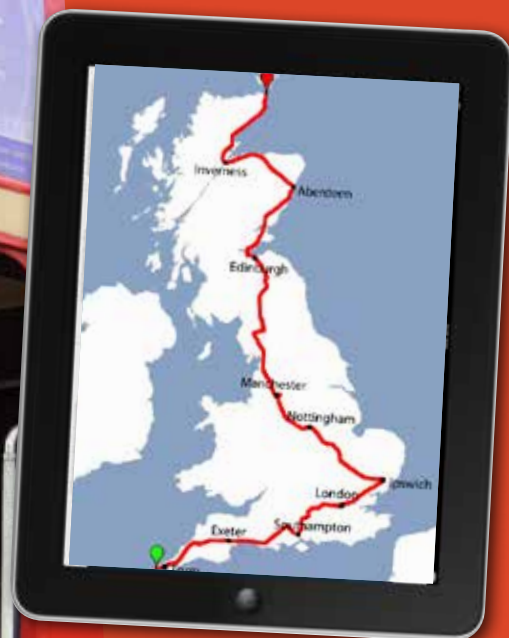 Inverness
Aberdeen
Edinburgh
Manchester
Nottingham
Ipswich
London
Southampton
Exeter